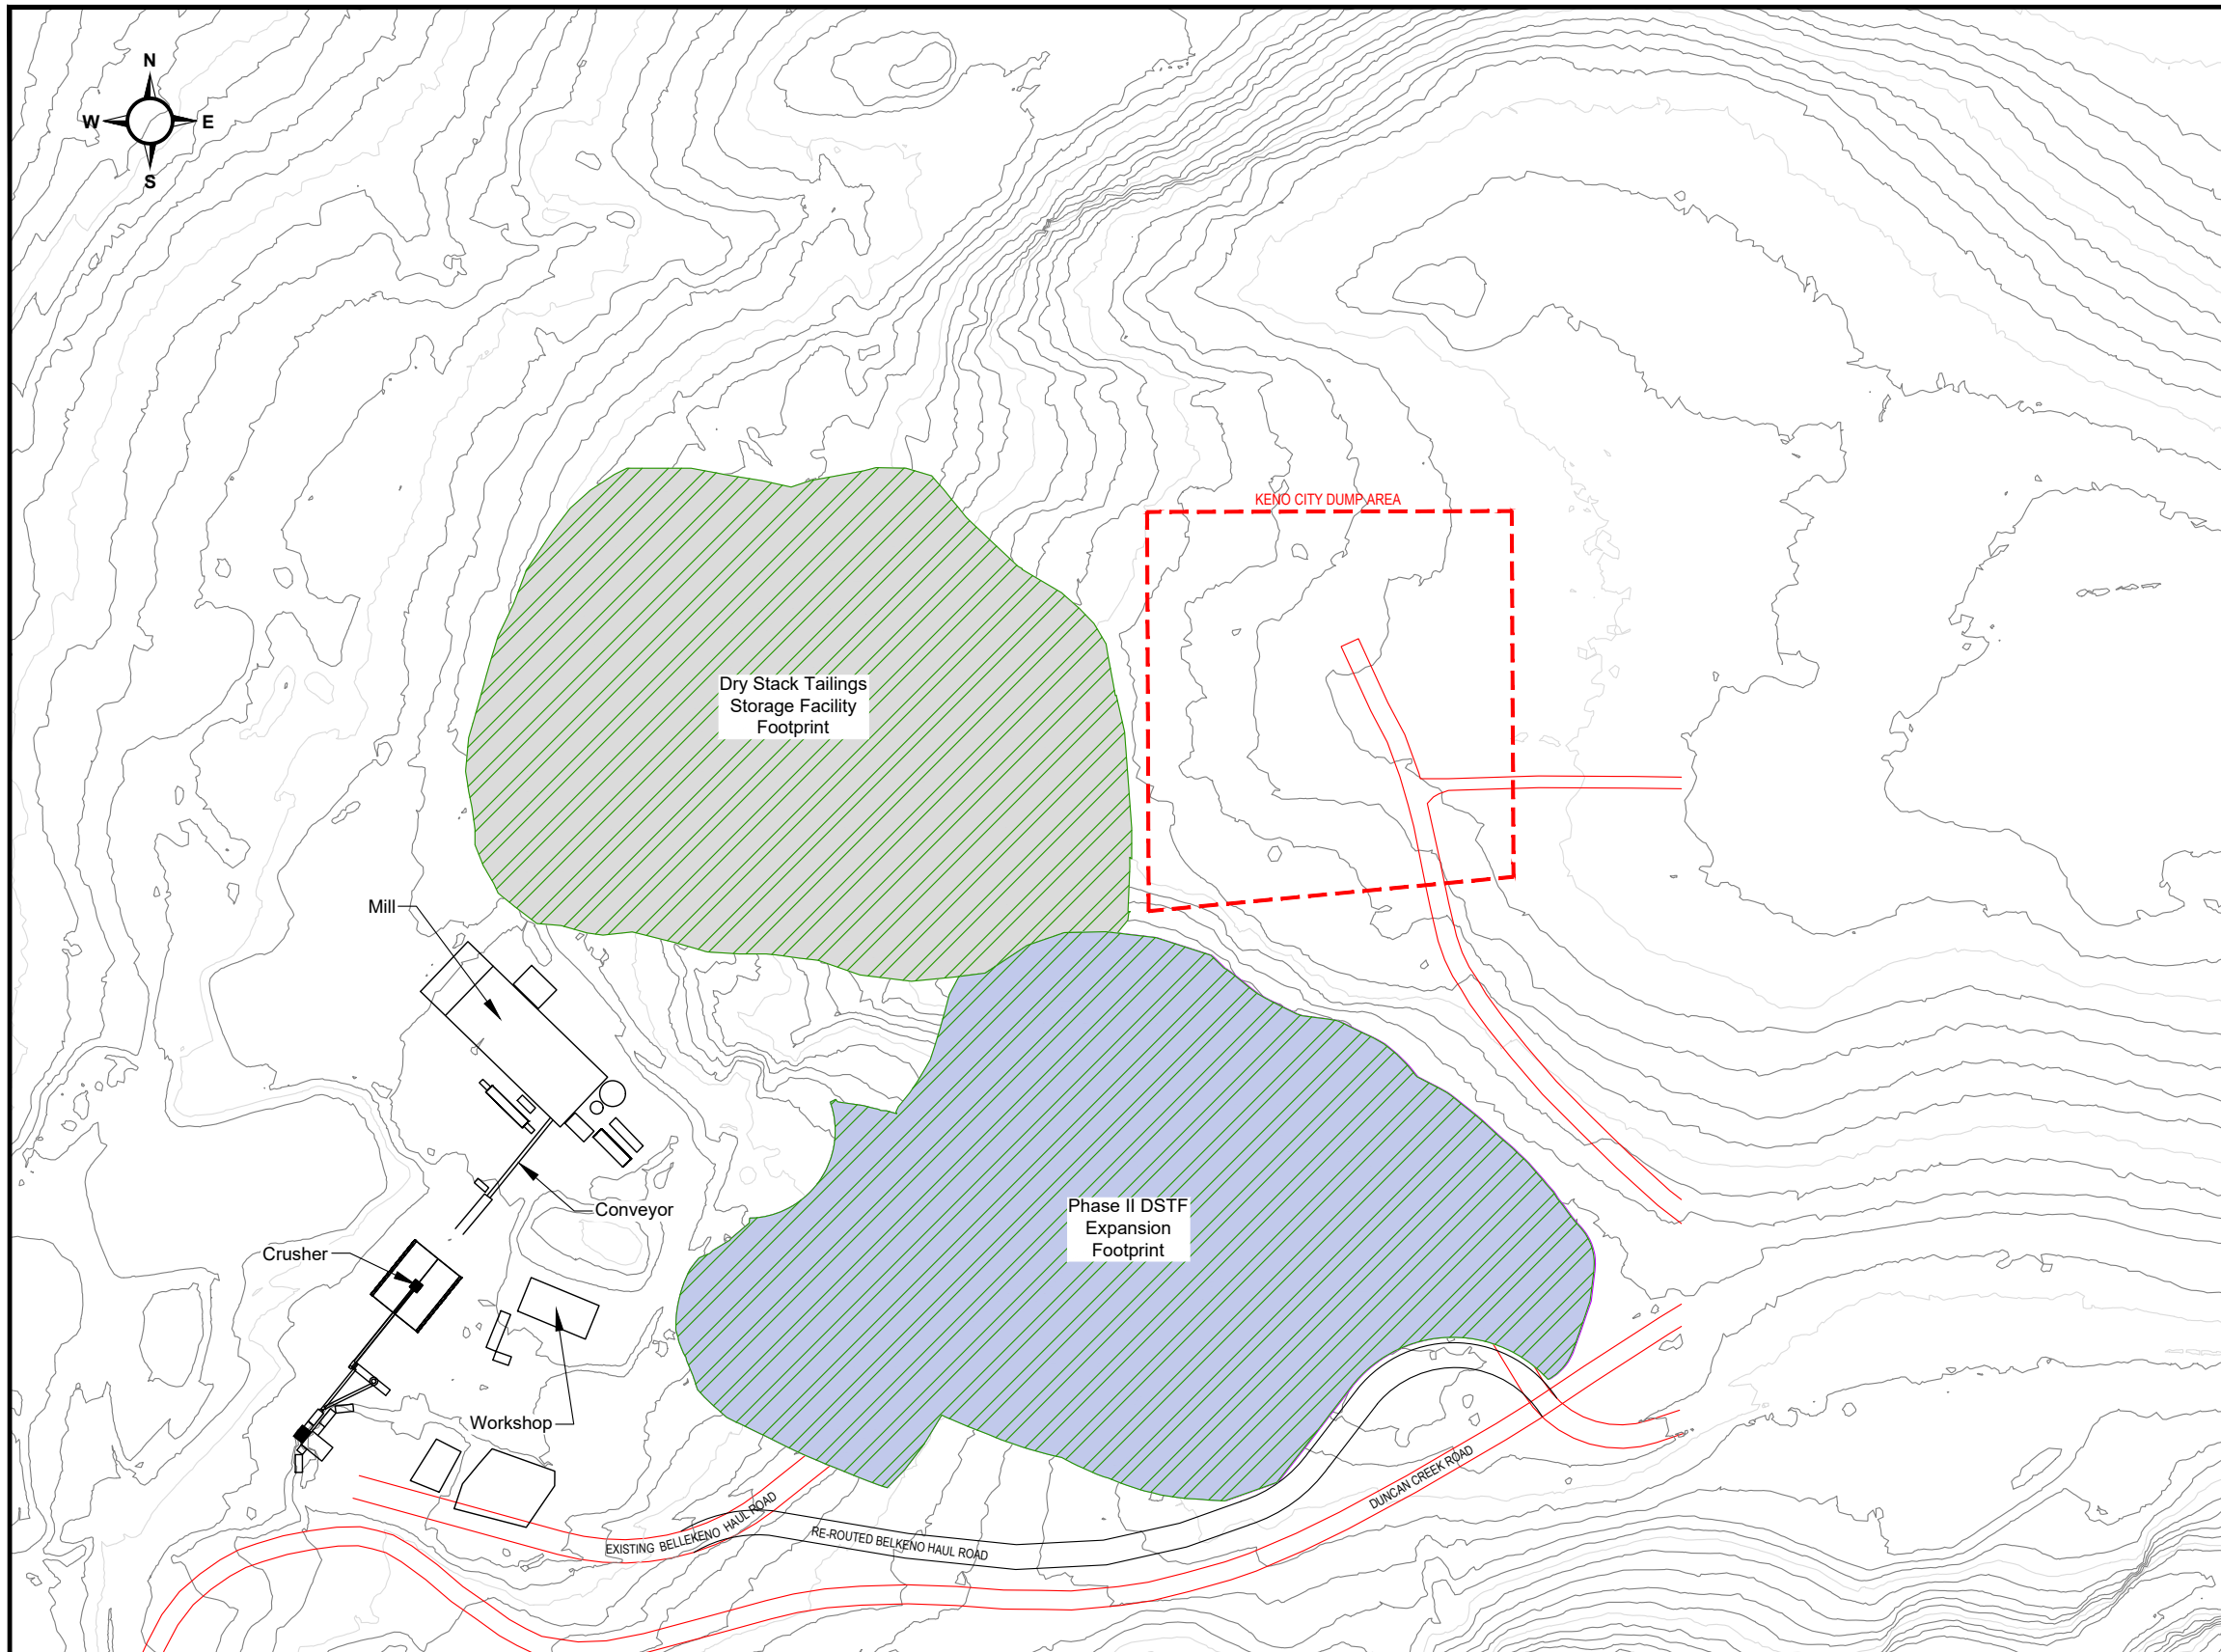 N
W E
S
KENO CITY DUMP AREA
Dry Stack Tailings
Storage Facility
Footprint
Mill
Conveyor
Phase II DSTF
Expansion
Footprint
Crusher
Workshop
DUNCAN CREEK ROAD
EXISTING BELLEKENO HAUL ROAD
RE-ROUTED BELKENO HAUL ROAD